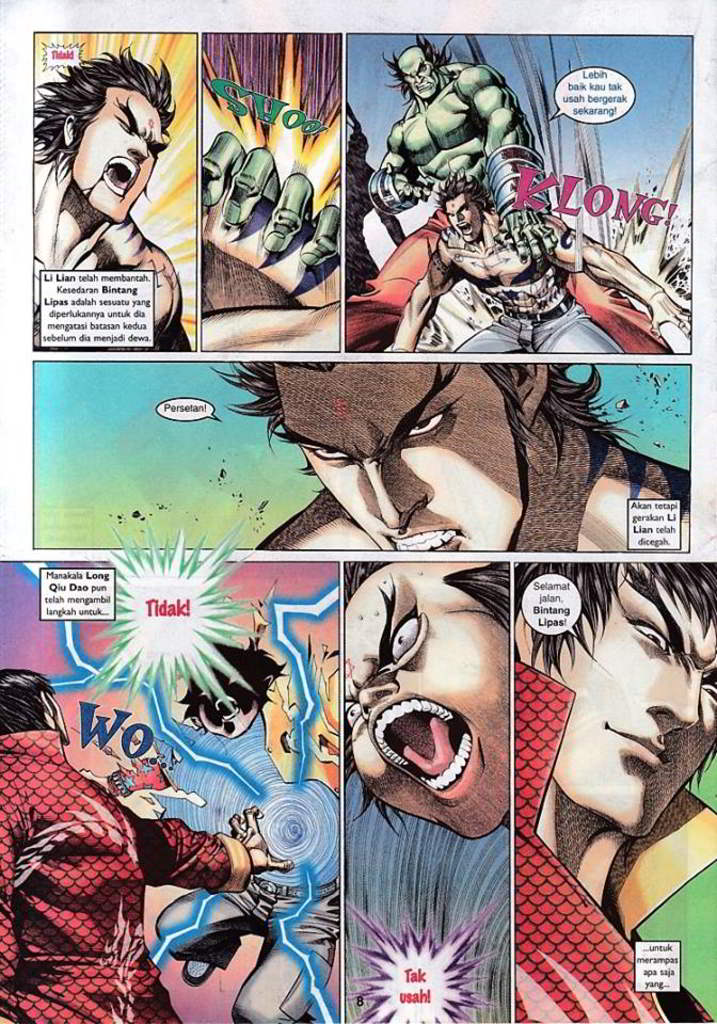 Tidak!
SHOOO
Lebih
baik kau tak
usah bergerak
sekarang!
KLONG!
Li Lian telah membantah.
Kesedaran Bintang
Lipas adalah sesuatu yang
diperlukannya untuk
mengatasi batasan kedua
sebelum dia menjadi dewa.
Persetan!
Akan tetapi
gerakan Li
Lian telah
dicegah.
Manakala Long
Qiu Dao pun
telah mengambil
langkah untuk...
Tidak!
WO...
Tak
usah!
Selamat
jalan,
Bintang
Lipas!
...untuk
merampas
apa saja
yang...
8